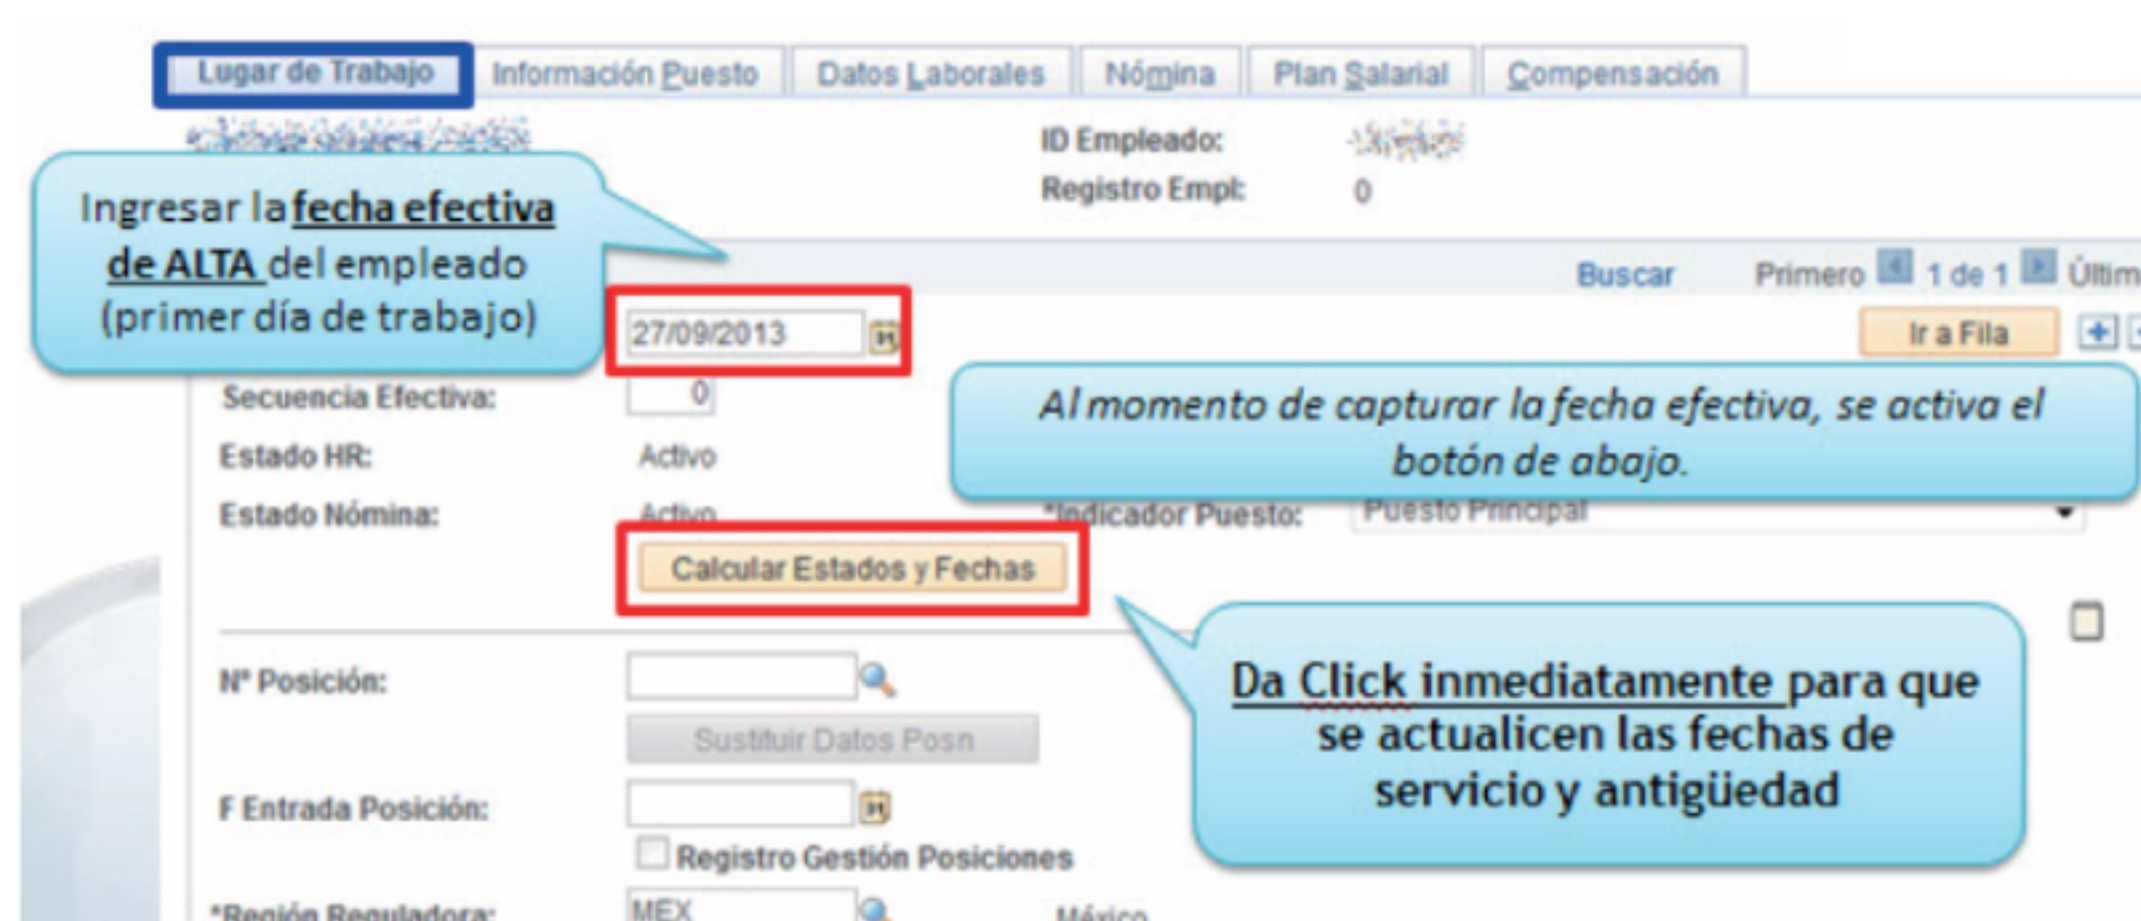 Lugar de Trabajo Información Puesto Datos Laborales Nómina Plan Salarial Compensación
ID Empleado:
Registro Empl: 0
Ingresar la fecha efectiva
de ALTA del empleado
(primer día de trabajo)
Buscar Primero 1 de 1 Últim
27/09/2013 Ir a Fila
Secuencia Efectiva: 0
Al momento de capturar la fecha efectiva, se activa el
botón de abajo.
Estado HR: Activo
Estado Nómina: Activo *Indicador Puesto: Puesto Principal
Calcular Estados y Fechas
Da Click inmediatamente para que
se actualicen las fechas de
servicio y antigüedad
N° Posición:
Sustituir Datos Posn
F Entrada Posición:
Registro Gestión Posiciones
*Región Reguladora: MEX México